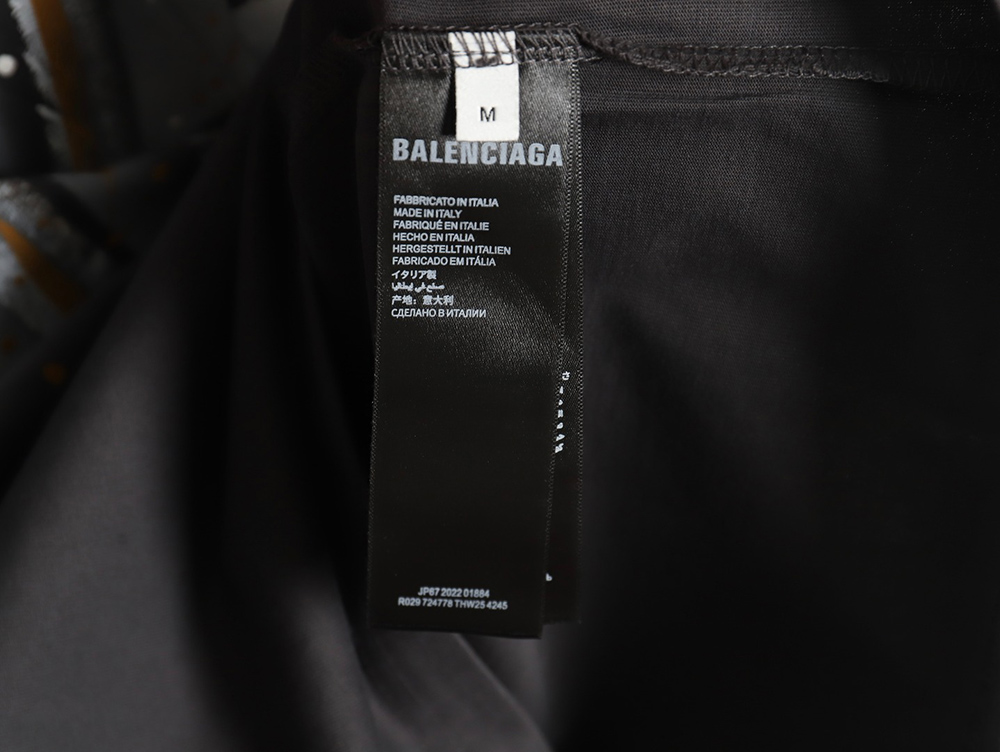 M
BALENCIAGA
FABBRICATO IN ITALIA
MADE IN ITALY
FABRIQUÉ EN ITALIE
HECHO EN ITALIA
HERGESTELLT IN ITALIEN
FABRICADO EM ITÁLIA
イタリア製
صنع في إيطاليا
产地：意大利
СДЕЛАНО В ИТАЛИИ
JP67 2022 01884
R029 724778 THW25 4245